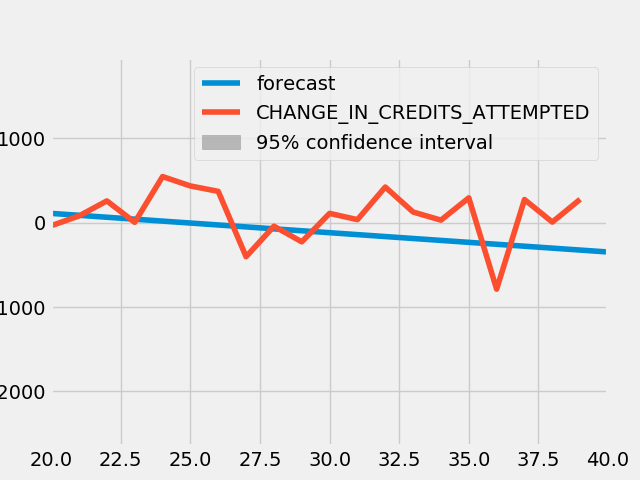 forecast
CHANGE_IN_CREDITS_ATTEMPTED
95% confidence interval
1000
0
1000
2000
20.0 22.5 25.0 27.5 30.0 32.5 35.0 37.5 40.0